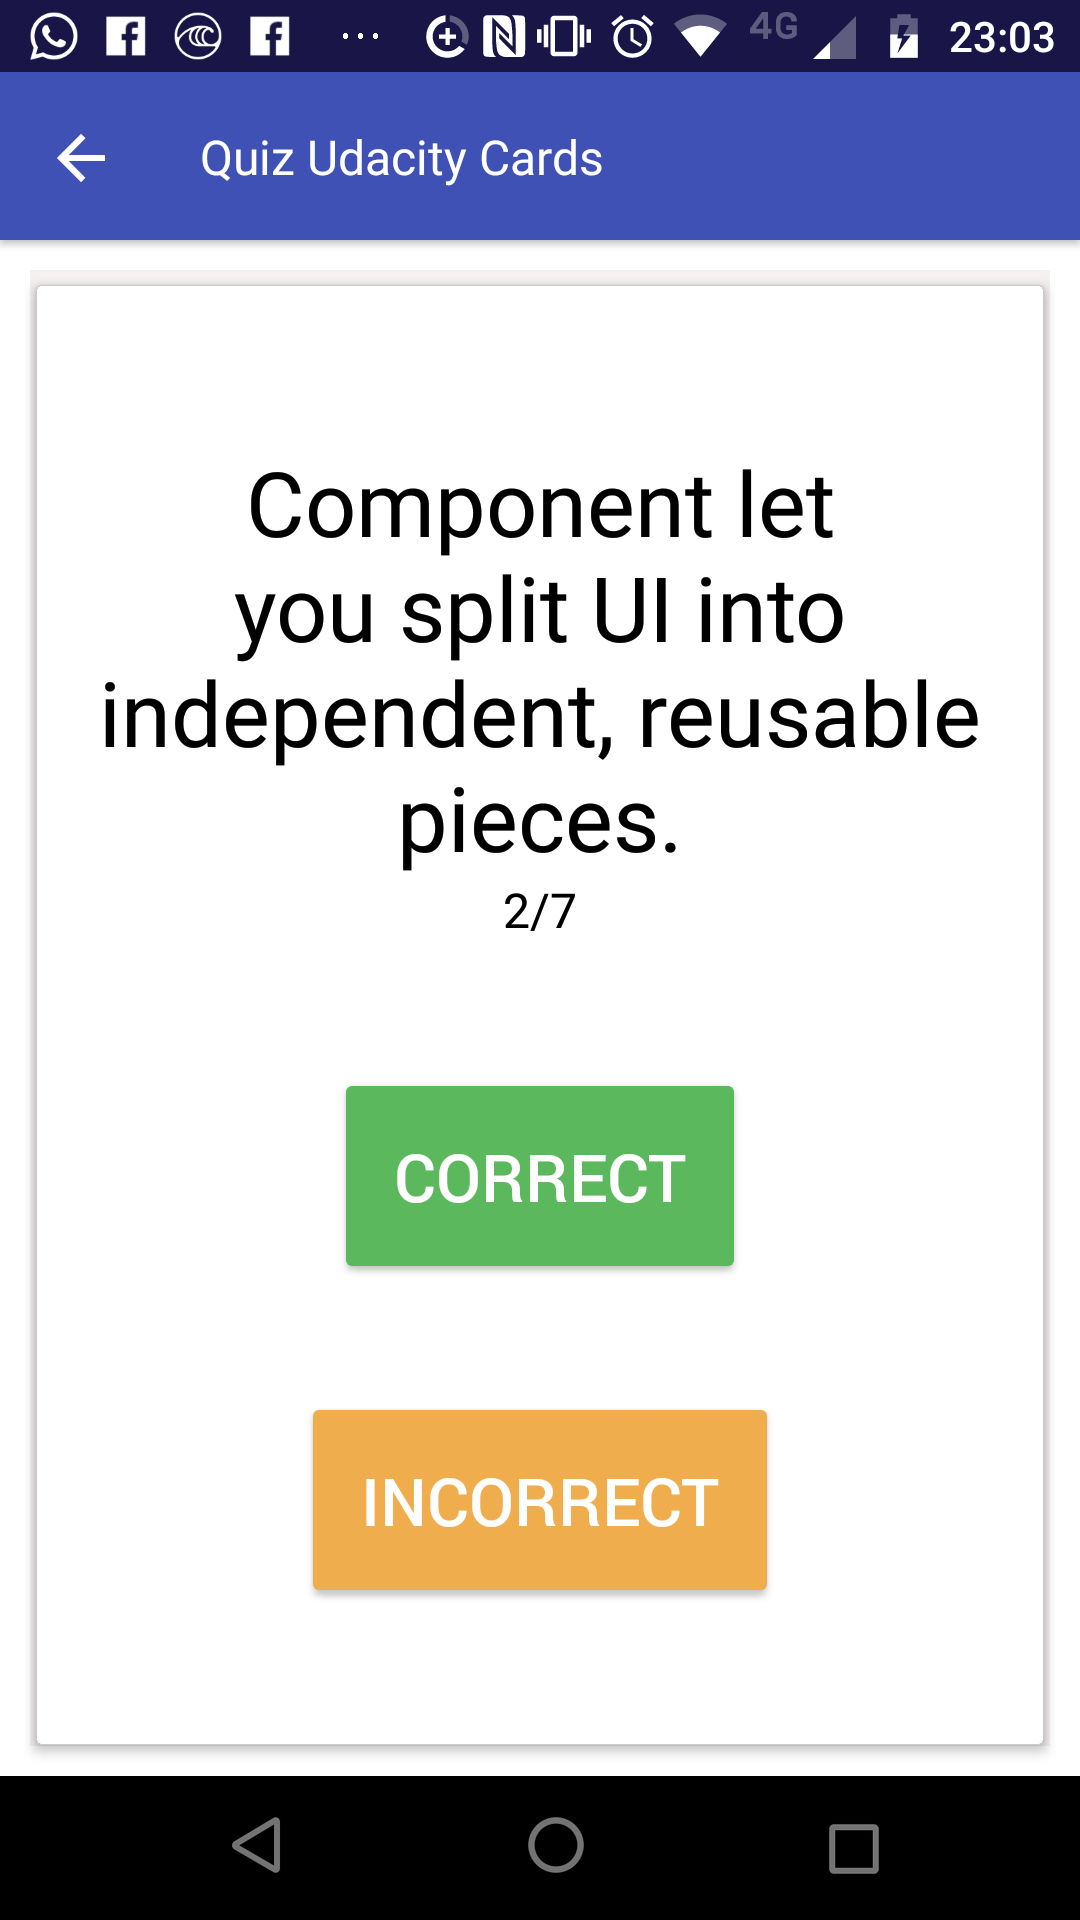 4G 23:03
Quiz Udacity Cards
Component let
you split UI into
independent, reusable
pieces.
2/7
CORRECT
INCORRECT